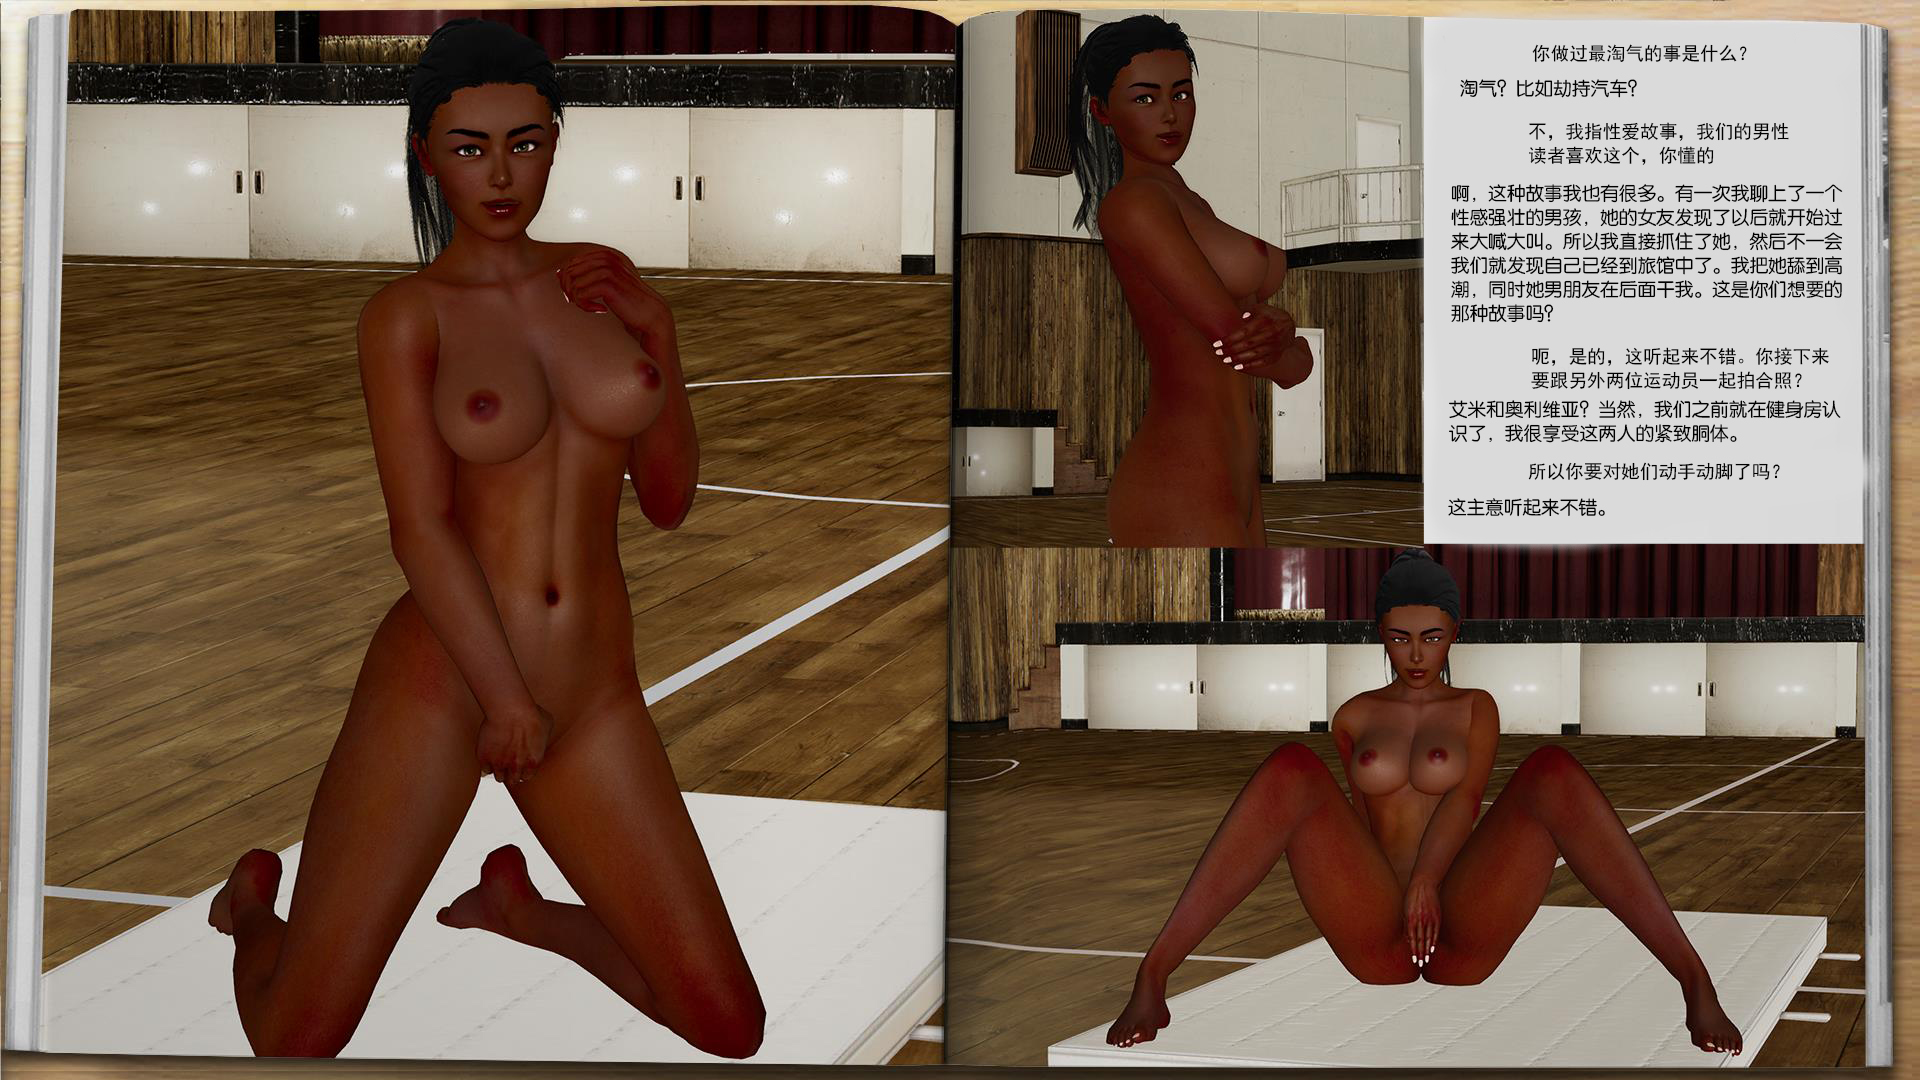 你做过最淘气的事是什么？
淘气？比如劫持汽车？
不，我指性爱故事，我们的男性
读者喜欢这个，你懂的
啊，这种故事我也有很多。有一次我聊上了一个
性感强壮的男孩，她的女友发现了以后就开始过
来大喊大叫。所以我直接抓住了她，然后不一会
我们就发现自己已经到旅馆中了。我把她舔到高
潮，同时她男朋友在后面干我。这是你们想要的
那种故事吗？
呃，是的，这听起来不错。你接下来
要跟另外两位运动员一起拍合照？
艾米和奥利维亚？当然，我们之前就在健身房认
识了，我很享受这两人的紧致胴体。
所以你要对她们动手动脚了吗？
这主意听起来不错。